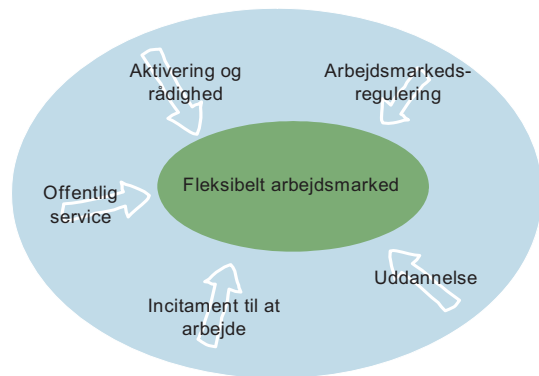 Aktivering og
rådighed
Arbejdsmarkeds-
regulering
Fleksibelt arbejdsmarked
Offentlig
service
Uddannelse
Incitament til at
arbejde